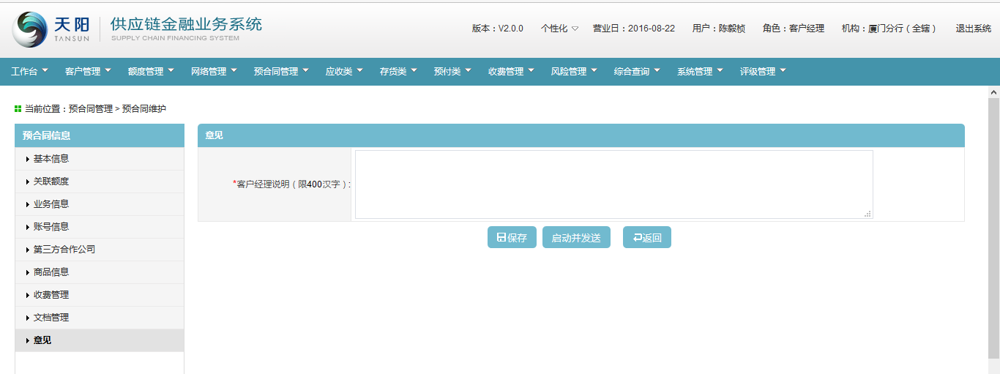 天阳
TANSUN
供应链金融业务系统
SUPPLY CHAIN FINANCING SYSTEM
版本：V2.0.0 个性化 营业日：2016-08-22 用户：陈毅桢 角色：客户经理 机构：厦门分行（全辖） 退出系统
工作台 客户管理 额度管理 网络管理 预合同管理 应收类 存货类 预付类 收费管理 风险管理 综合查询 系统管理 评级管理
当前位置：预合同管理 > 预合同维护
预合同信息
基本信息
关联额度
业务信息
账号信息
第三方合作公司
商品信息
收费管理
文档管理
意见
意见
*客户经理说明（限400汉字）:
保存 启动并发送 返回